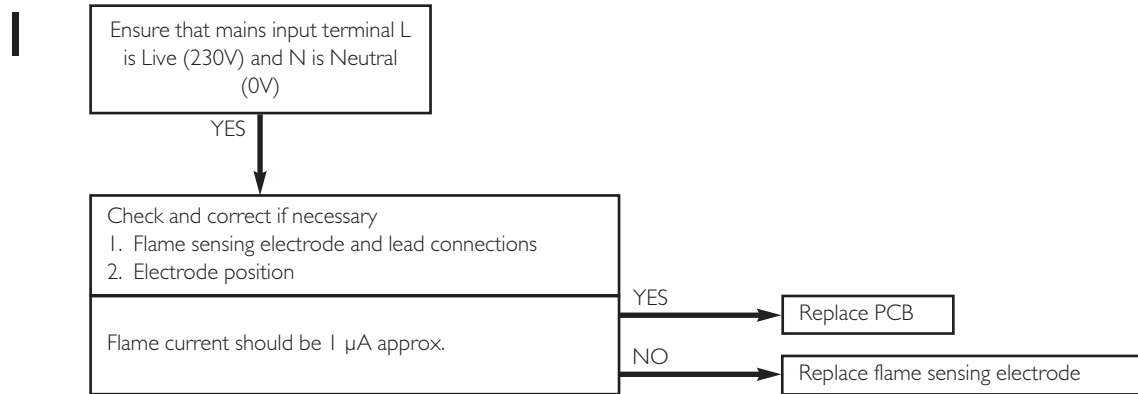 I
Ensure that mains input terminal L
is Live (230V) and N is Neutral
(0V)
YES
Check and correct if necessary
1. Flame sensing electrode and lead connections
2. Electrode position
Flame current should be 1 µA approx.
YES
Replace PCB
NO
Replace flame sensing electrode